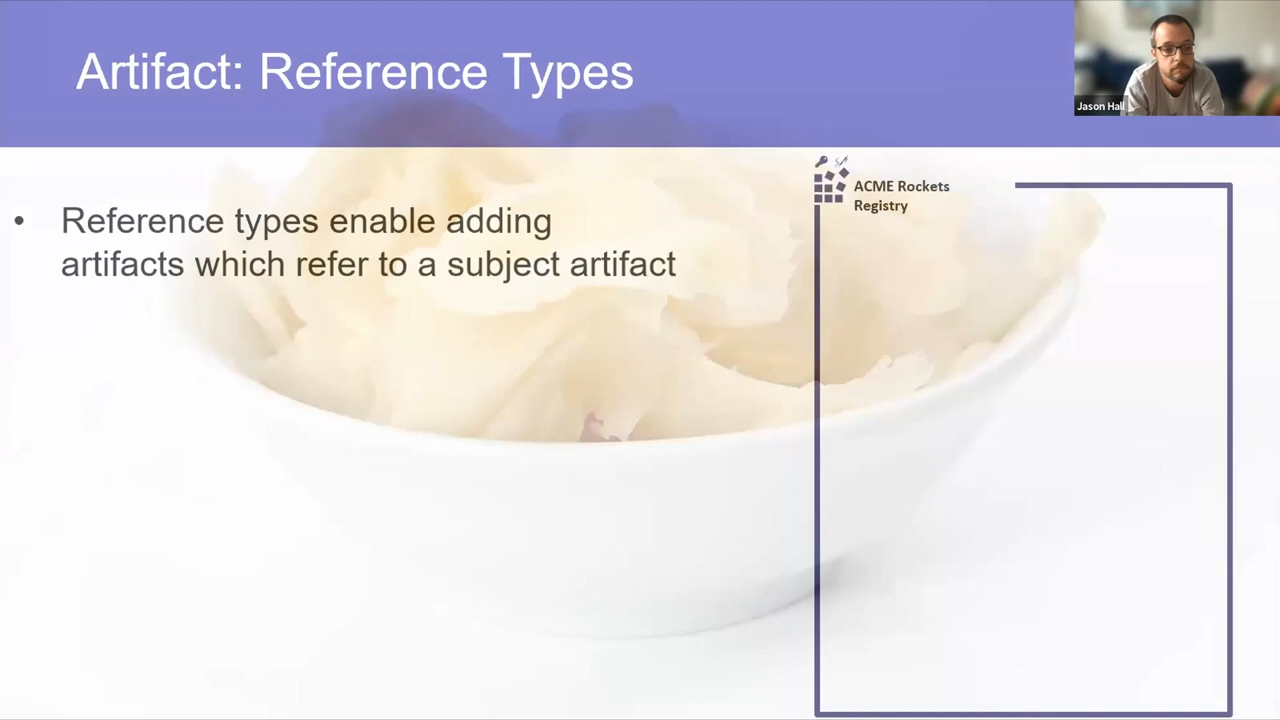 Artifact: Reference Types
Jason Hall
• Reference types enable adding
artifacts which refer to a subject artifact
ACME Rockets
Registry